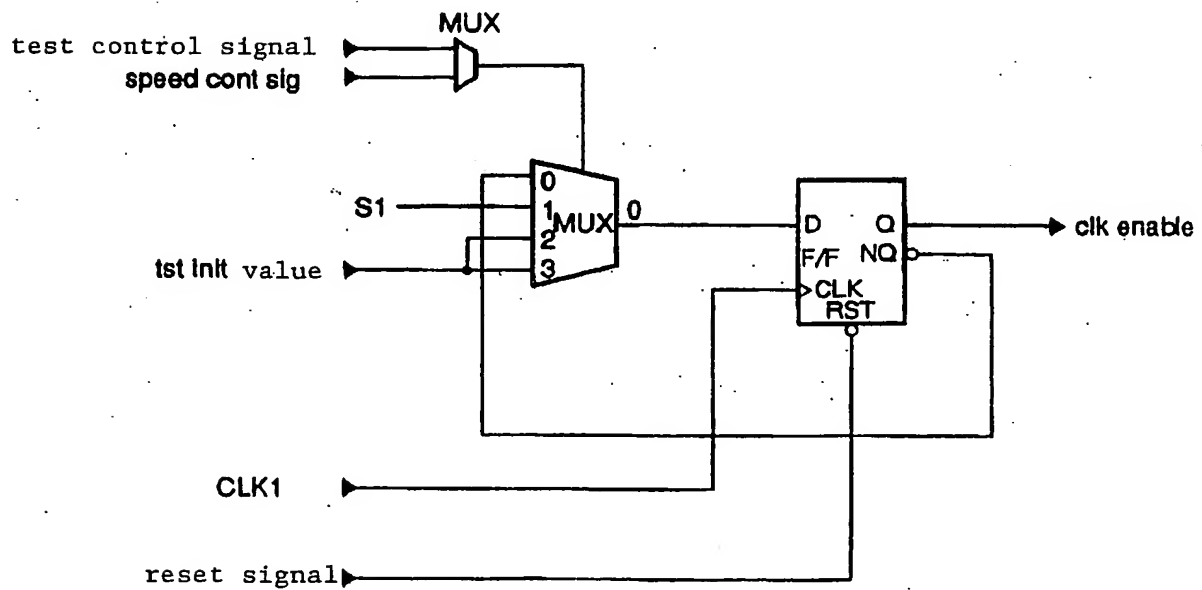 MUX
test control signal
speed cont sig
0
S1
1
MUX
0
D
Q
clk enable
2
F/F
NQ
tst init value
3
CLK
RST
CLK1
reset signal